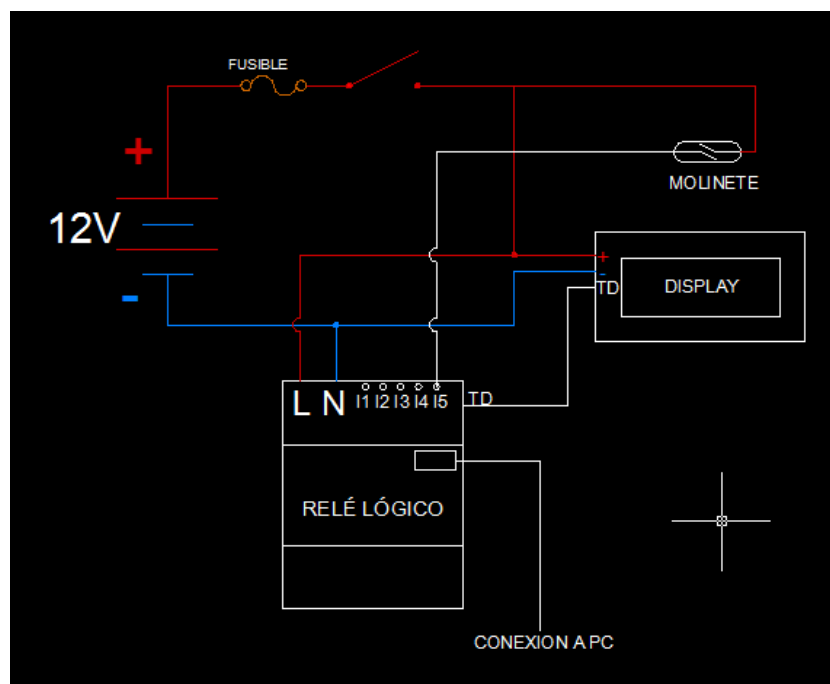 FUSIBLE
+
MOLINETE
12V
+
-
-
TD
DISPLAY
L N I1 I2 I3 I4 I5
TD
RELÉ LÓGICO
CONEXION A PC